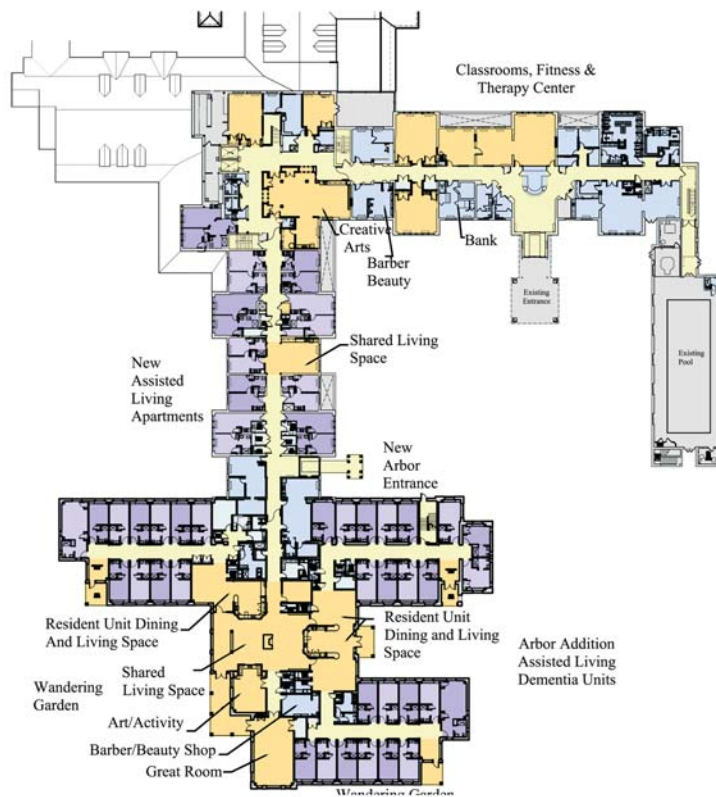 Classrooms, Fitness &
Therapy Center
Creative
Arts
Barber
Beauty
Bank
Existing
Entrance
Existing
Pool
Shared Living
Space
New
Assisted
Living
Apartments
New
Arbor
Entrance
Resident Unit Dining
And Living Space
Resident Unit
Dining and Living
Space
Shared
Living Space
Arbor Addition
Assisted Living
Dementia Units
Wandering
Garden
Art/Activity
Barber/Beauty Shop
Great Room
Wandering Garden